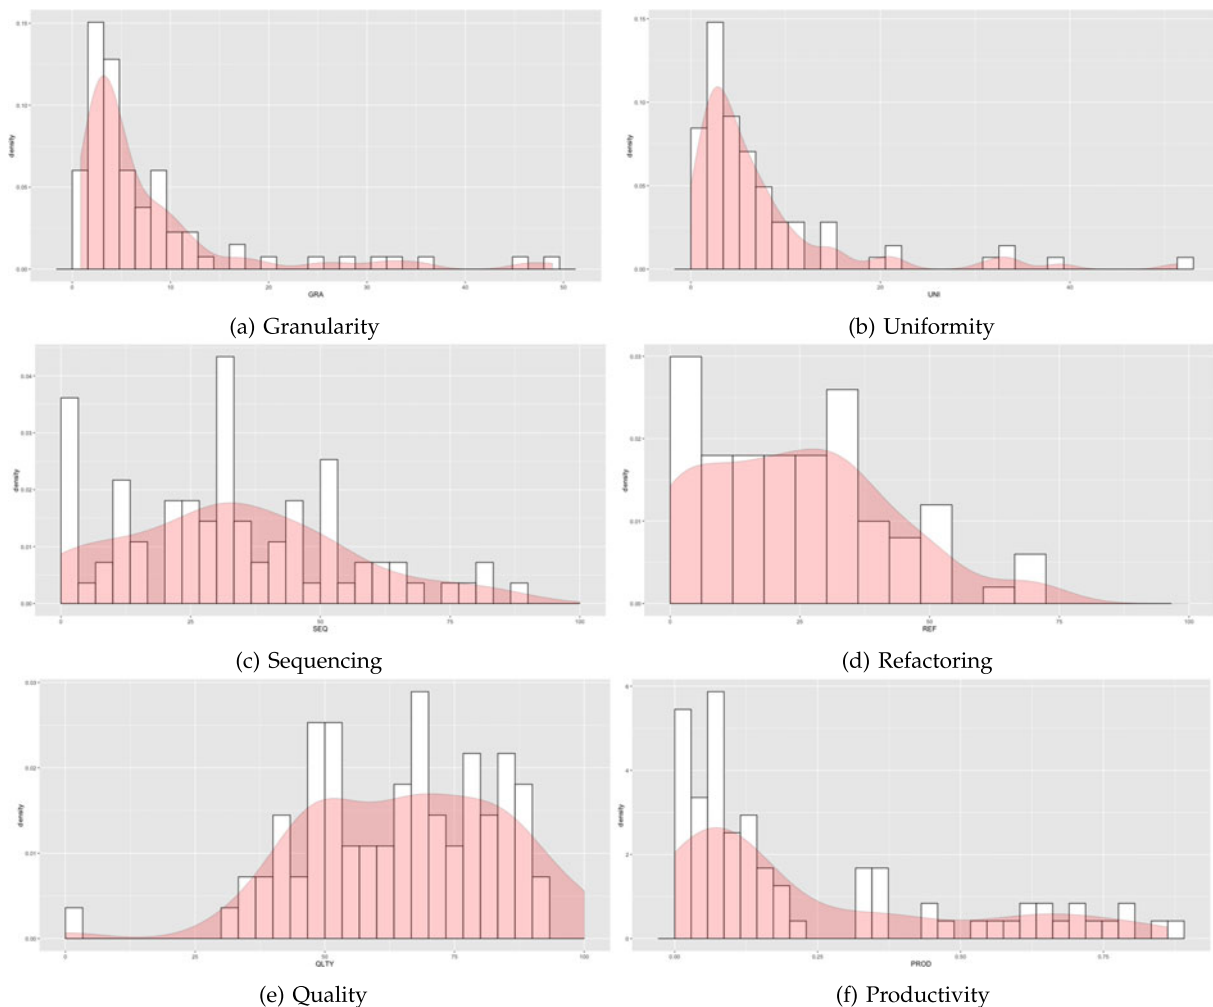 0.15
0.10
0.05
0.00
density
0 10 20 30 40 50
GRA
(a) Granularity
0.15
0.10
0.05
0.00
density
0 20 40
UNI
(b) Uniformity
0.04
0.03
0.02
0.01
0.00
density
0 25 50 75 100
SEQ
(c) Sequencing
0.03
0.02
0.01
0.00
density
0 25 50 75 100
REF
(d) Refactoring
0.03
0.02
0.01
0.00
density
0 25 50 75 100
QLTY
(e) Quality
6
4
2
0
density
0.00 0.25 0.50 0.75
PROD
(f) Productivity